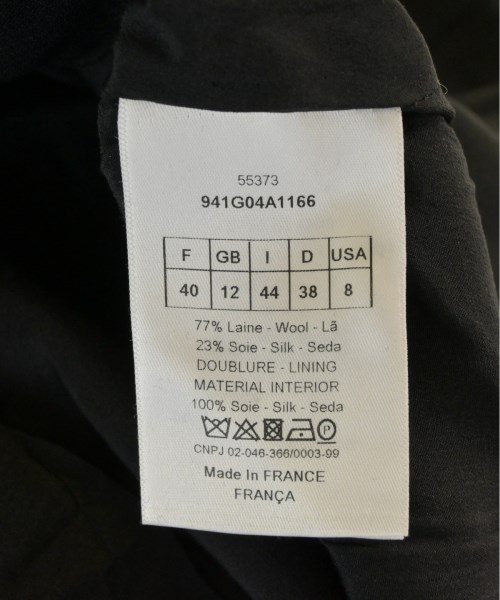 55373
941G04A1166
F GB I D USA
40 12 44 38 8
77% Laine - Wool - Lã
23% Soie - Silk - Seda
DOUBLURE - LINING
MATERIAL INTERIOR
100% Soie - Silk - Seda
P
CNPJ 02-046-366/0003-99
Made In FRANCE
FRANÇA